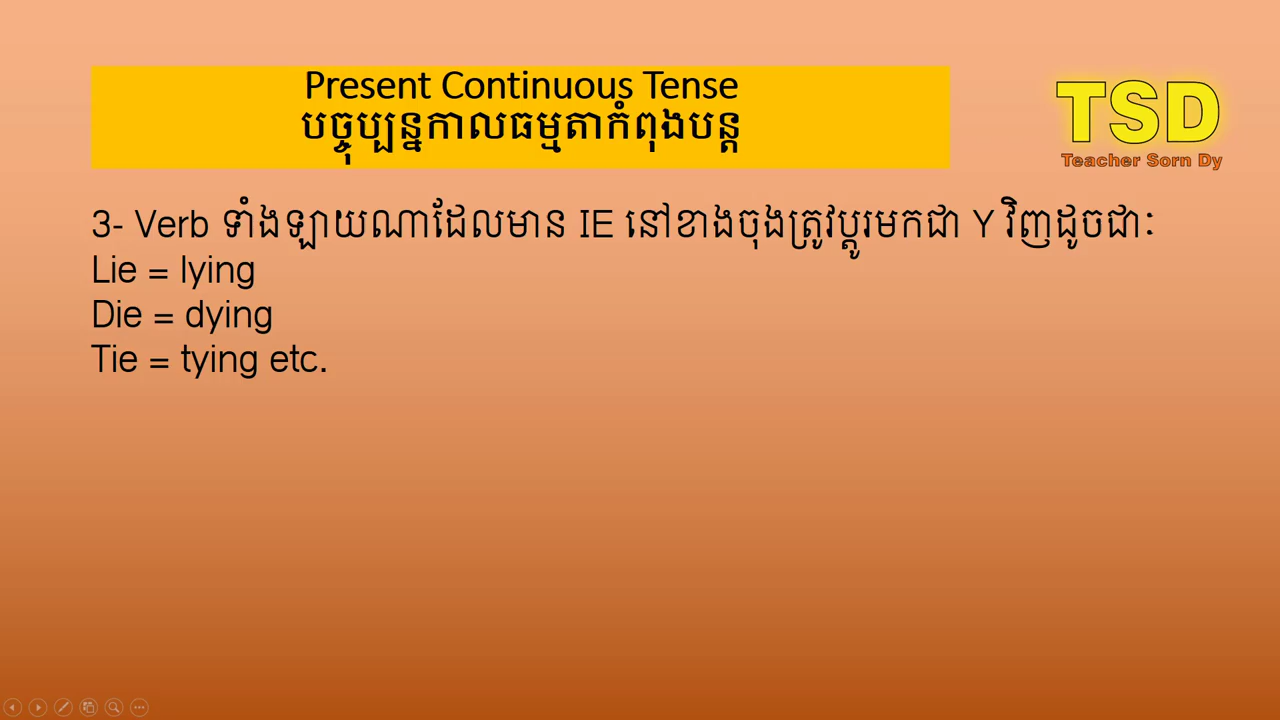 Present Continuous Tense
បច្ចុប្បន្នកាលធម្មតាកំពុងបន្ត
TSD
Teacher Sorn Dy
3- Verb ទាំងឡាយណាដែលមាន IE នៅខាងចុងត្រូវប្តូរមកជា Y វិញដូចជាៈ
Lie = lying
Die = dying
Tie = tying etc.